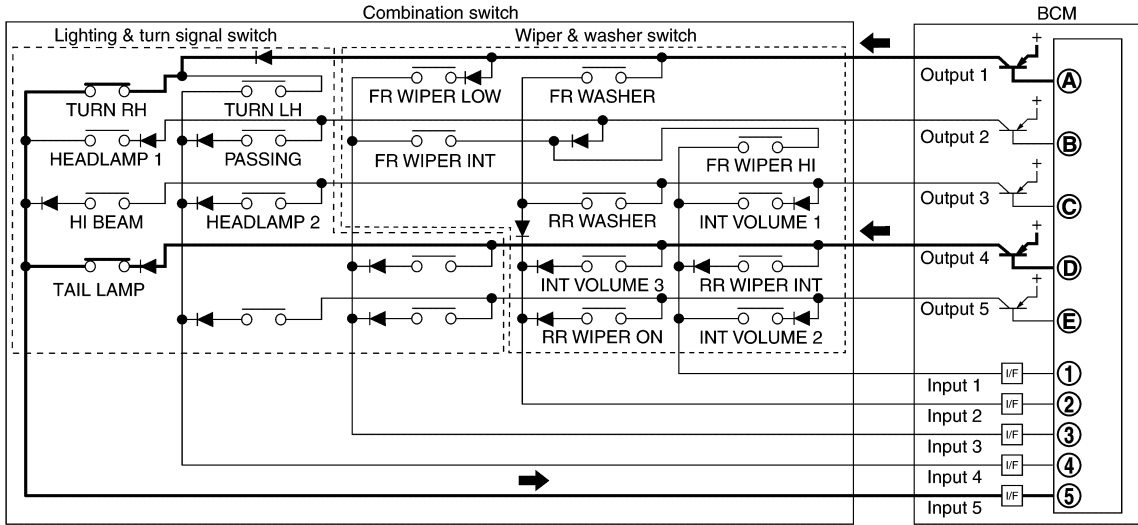 Combination switch
BCM
Lighting & turn signal switch
Wiper & washer switch
+
Output 1
A
TURN RH
TURN LH
FR WIPER LOW
FR WASHER
+
Output 2
B
HEADLAMP 1
PASSING
FR WIPER INT
FR WIPER HI
+
Output 3
C
HI BEAM
HEADLAMP 2
RR WASHER
INT VOLUME 1
+
Output 4
D
TAIL LAMP
INT VOLUME 3
RR WIPER INT
+
Output 5
E
RR WIPER ON
INT VOLUME 2
I/F
1
Input 1
I/F
2
Input 2
I/F
3
Input 3
I/F
4
Input 4
I/F
5
Input 5